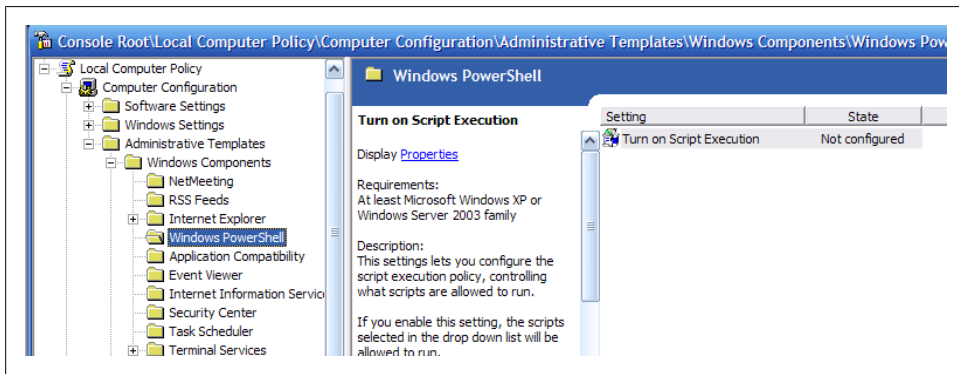 Console Root\Local Computer Policy\Computer Configuration\Administrative Templates\Windows Components\Windows Pow
Local Computer Policy
Computer Configuration
Software Settings
Windows Settings
Administrative Templates
Windows Components
NetMeeting
RSS Feeds
Internet Explorer
Windows PowerShell
Application Compatibility
Event Viewer
Internet Information Servic
Security Center
Task Scheduler
Terminal Services
Windows PowerShell
Turn on Script Execution
Display Properties
Requirements:
At least Microsoft Windows XP or
Windows Server 2003 family
Description:
This settings lets you configure the
script execution policy, controlling
what scripts are allowed to run.
If you enable this setting, the scripts
selected in the drop down list will be
allowed to run.
Setting State
Turn on Script Execution Not configured